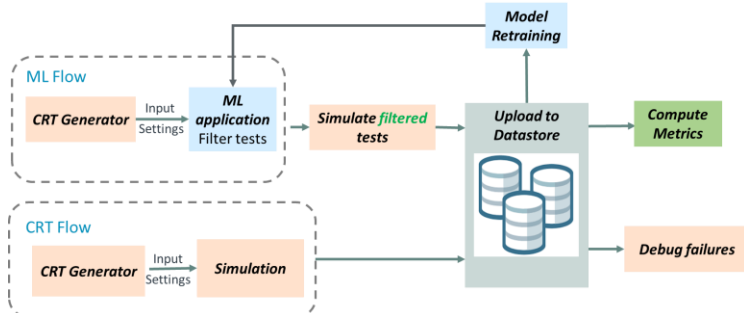 Model
Retraining
ML Flow
CRT Generator
Input
Settings
ML
application
Filter tests
Simulate filtered
tests
Upload to
Datastore
Compute
Metrics
CRT Flow
CRT Generator
Input
Settings
Simulation
Debug failures